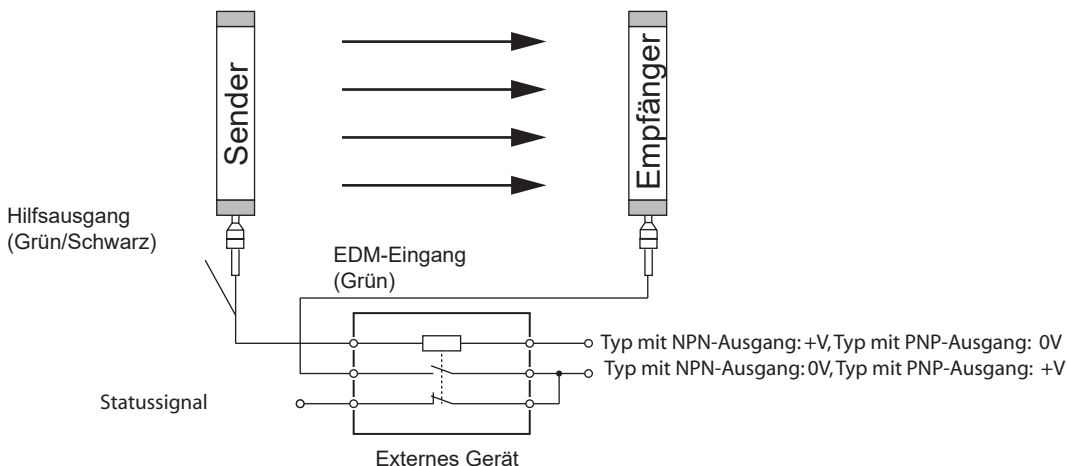 Sender
Empfänger
Hilfsausgang
(Grün/Schwarz)
EDM-Eingang
(Grün)
Typ mit NPN-Ausgang: +V, Typ mit PNP-Ausgang: 0V
Typ mit NPN-Ausgang: 0V, Typ mit PNP-Ausgang: +V
Statussignal
Externes Gerät